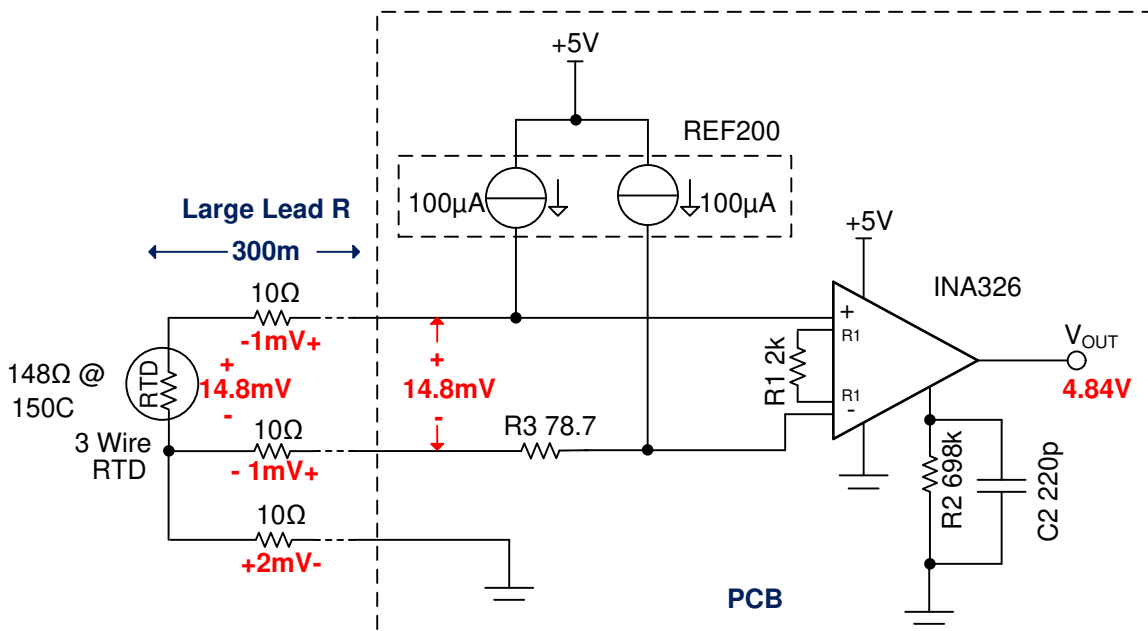 +5V
REF200
100μA
100μA
Large Lead R
300m
+5V
INA326
10Ω
-1mV+
+
R1
R1 2k
R1
-
VOUT
4.84V
148Ω @
150C
RTD
+
14.8mV
-
+
14.8mV
-
3 Wire
RTD
10Ω
- 1mV+
R3 78.7
R2 698k
C2 220p
10Ω
+2mV-
PCB